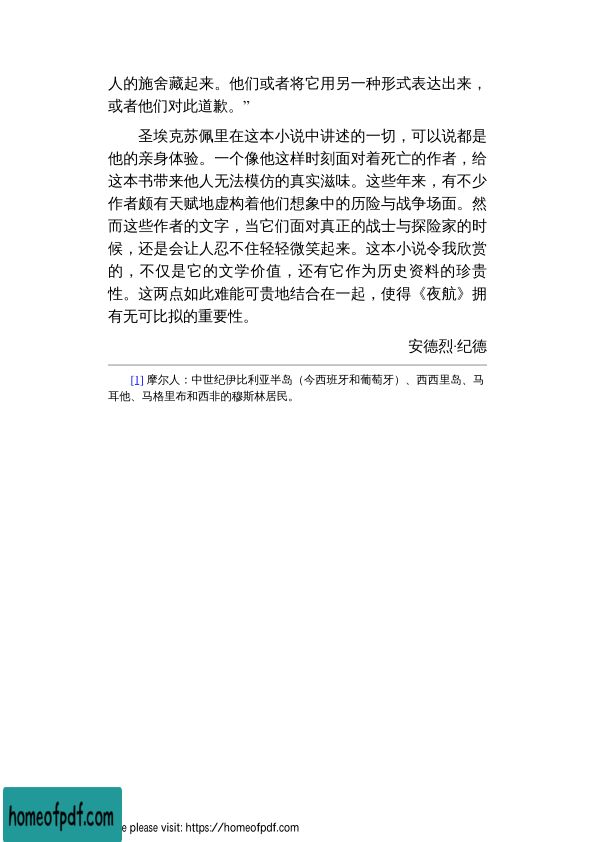 人的施舍藏起来。他们或者将它用另一种形式表达出来，
或者他们对此道歉。”
圣埃克苏佩里在这本小说中讲述的一切，可以说都是
他的亲身体验。一个像他这样时刻面对着死亡的作者，给
这本书带来他人无法模仿的真实滋味。这些年来，有不少
作者颇有天赋地虚构着他们想象中的历险与战争场面。然
而这些作者的文字，当它们面对真正的战士与探险家的时
候，还是会让人忍不住轻轻微笑起来。这本小说令我欣赏
的，不仅是它的文学价值，还有它作为历史资料的珍贵
性。这两点如此难能可贵地结合在一起，使得《夜航》拥
有无可比拟的重要性。
安德烈·纪德
[1] 摩尔人：中世纪伊比利亚半岛（今西班牙和葡萄牙）、西西里岛、马
耳他、马格里布和西非的穆斯林居民。
homeofpdf.com
please visit: https://homeofpdf.com